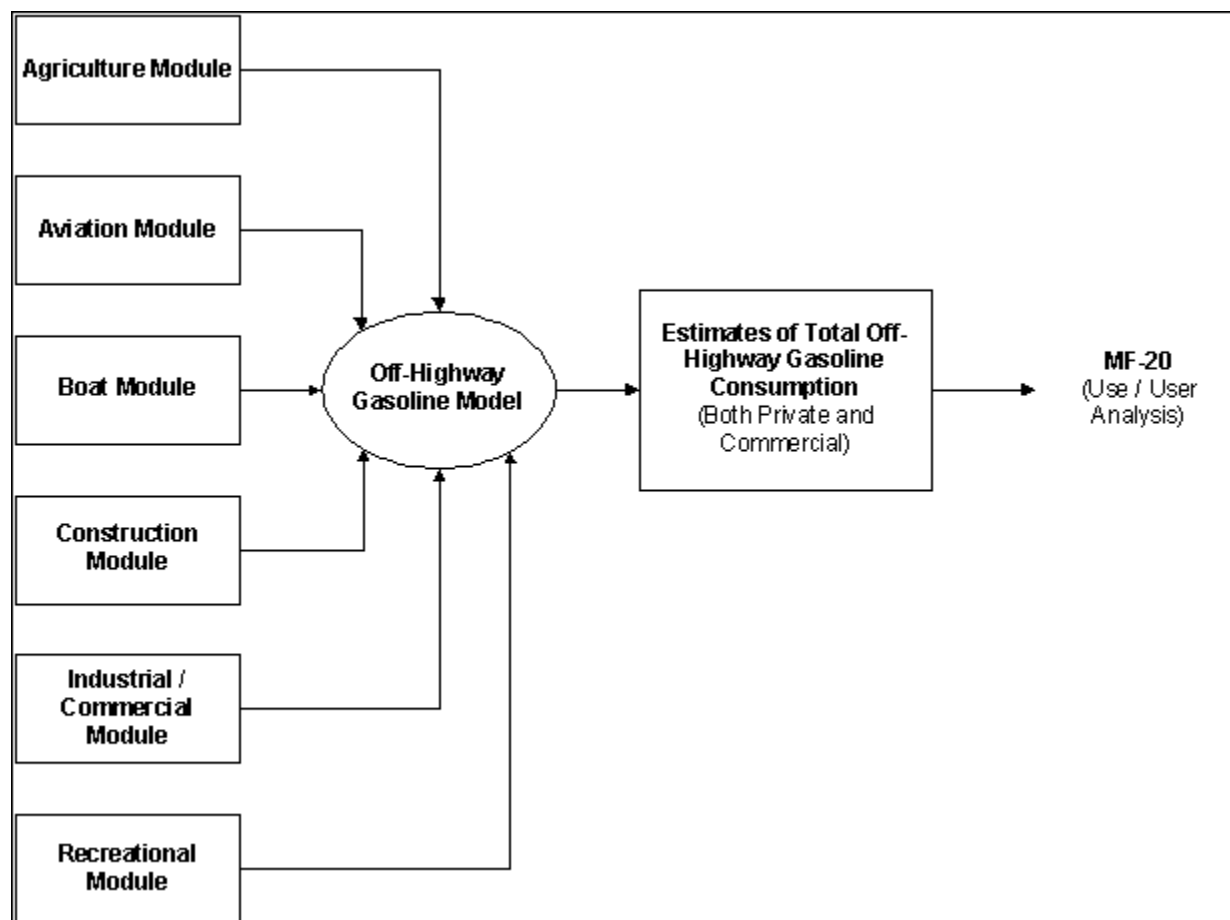 Agriculture Module
Aviation Module
Boat Module
Construction
Module
Industrial /
Commercial
Module
Recreational
Module
Off-Highway
Gasoline Model
Estimates of Total Off-
Highway Gasoline
Consumption
(Both Private and
Commercial)
MF-20
(Use / User
Analysis)